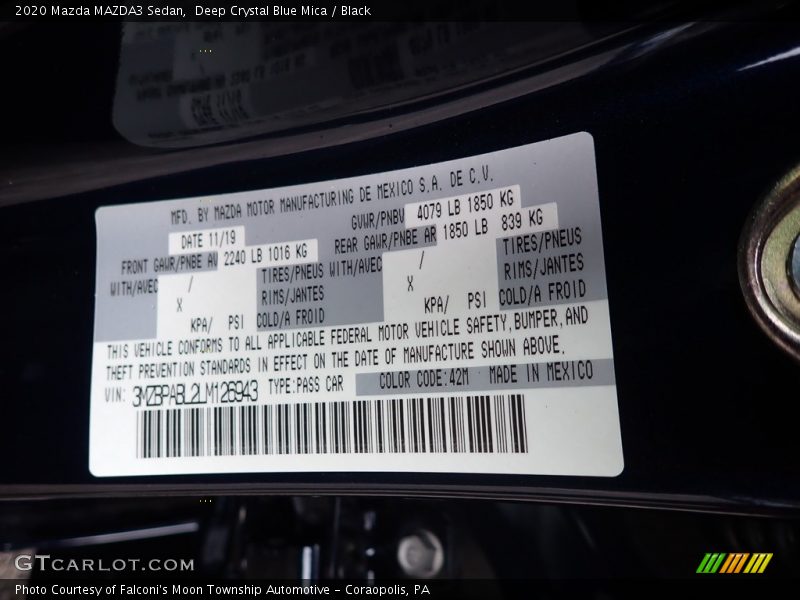 2020 Mazda MAZDA3 Sedan, Deep Crystal Blue Mica / Black
MFD. BY MAZDA MOTOR MANUFACTURING DE MEXICO S.A. DE C.V.
DATE 11/19 GVWR/PNBV 4079 LB 1850 KG
FRONT GAWR/PNBE AV 2240 LB 1016 KG REAR GAWR/PNBE AR 1850 LB 839 KG
WITH/AVEC / TIRES/PNEUS WITH/AVEC / TIRES/PNEUS
X RIMS/JANTES X RIMS/JANTES
KPA/ PSI COLD/A FROID KPA/ PSI COLD/A FROID
THIS VEHICLE CONFORMS TO ALL APPLICABLE FEDERAL MOTOR VEHICLE SAFETY, BUMPER, AND
THEFT PREVENTION STANDARDS IN EFFECT ON THE DATE OF MANUFACTURE SHOWN ABOVE.
VIN: 3MZBPABL2LM126943 TYPE:PASS CAR COLOR CODE:42M MADE IN MEXICO
GTCARLOT.COM
Photo Courtesy of Falconi's Moon Township Automotive - Coraopolis, PA